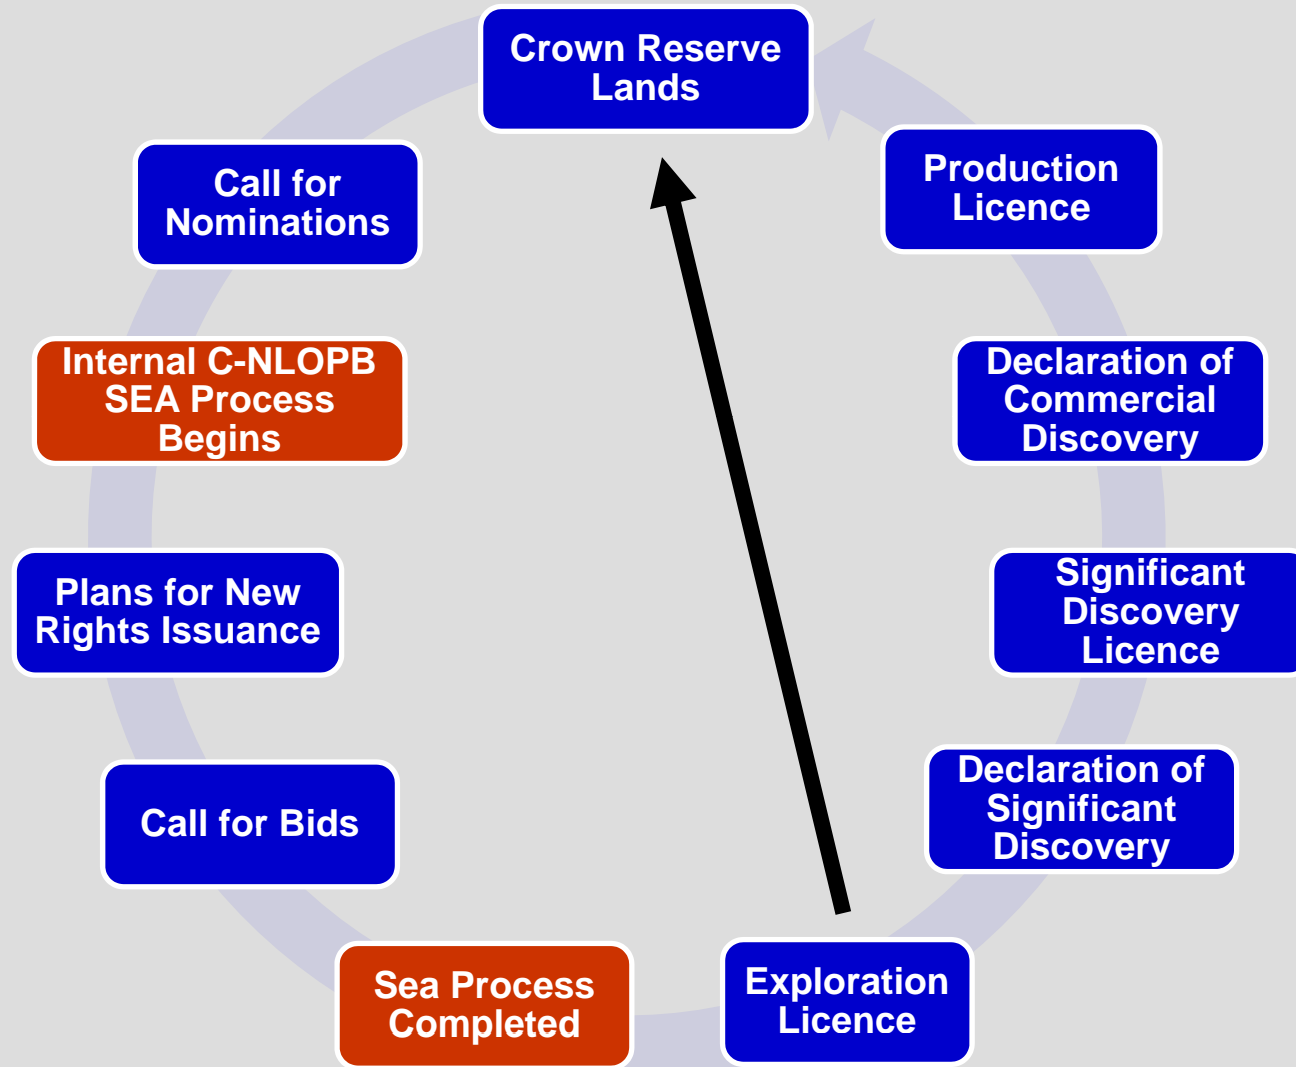 Crown Reserve
Lands
Call for
Nominations
Internal C-NLOPB
SEA Process
Begins
Plans for New
Rights Issuance
Call for Bids
Sea Process
Completed
Exploration
Licence
Declaration of
Significant
Discovery
Significant
Discovery
Licence
Declaration of
Commercial
Discovery
Production
Licence